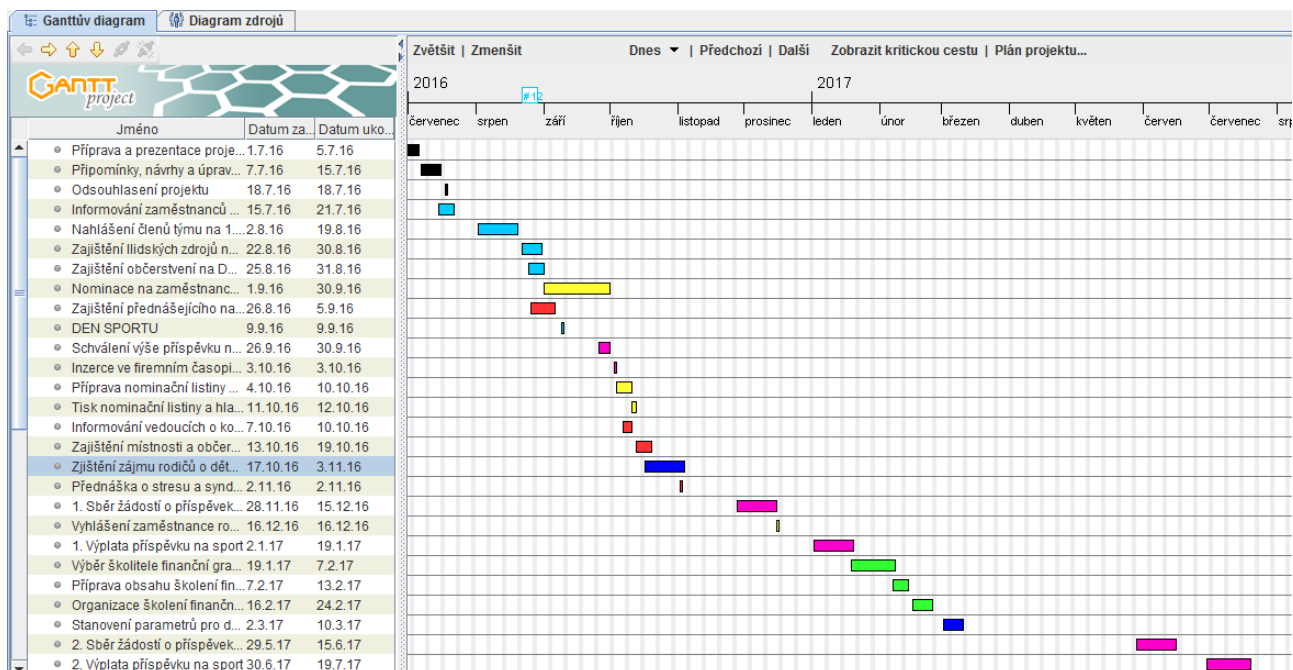 Ganttův diagram Diagram zdrojů
Zvětšit | Zmenšit Dnes | Předchozí | Další Zobrazit kritickou cestu | Plán projektu...
GANTT project
2016 2017
#12
Jméno Datum za... Datum uko...
červenec srpen září říjen listopad prosinec leden únor březen duben květen červen červenec srp
Příprava a prezentace proje... 1.7.16 5.7.16
Připomínky, návrhy a úprav... 7.7.16 15.7.16
Odsouhlasení projektu 18.7.16 18.7.16
Informování zaměstnanců ... 15.7.16 21.7.16
Nahlášení členů týmu na 1.... 2.8.16 19.8.16
Zajištění llidských zdrojů n... 22.8.16 30.8.16
Zajištění občerstvení na D... 25.8.16 31.8.16
Nominace na zaměstnanc... 1.9.16 30.9.16
Zajištění přednášejícího na... 26.8.16 5.9.16
DEN SPORTU 9.9.16 9.9.16
Schválení výše příspěvku n... 26.9.16 30.9.16
Inzerce ve firemním časopi... 3.10.16 3.10.16
Příprava nominační listiny ... 4.10.16 10.10.16
Tisk nominační listiny a hla... 11.10.16 12.10.16
Informování vedoucích o ko... 7.10.16 10.10.16
Zajištění místnosti a občer... 13.10.16 19.10.16
Zjištění zájmu rodičů o dět... 17.10.16 3.11.16
Přednáška o stresu a synd... 2.11.16 2.11.16
1. Sběr žádostí o příspěvek... 28.11.16 15.12.16
Vyhlášení zaměstnance ro... 16.12.16 16.12.16
1. Výplata příspěvku na sport 2.1.17 19.1.17
Výběr školitele finanční gra... 19.1.17 7.2.17
Příprava obsahu školení fin... 7.2.17 13.2.17
Organizace školení finančn... 16.2.17 24.2.17
Stanovení parametrů pro d... 2.3.17 10.3.17
2. Sběr žádostí o příspěvek... 29.5.17 15.6.17
2. Výplata příspěvku na sport 30.6.17 19.7.17